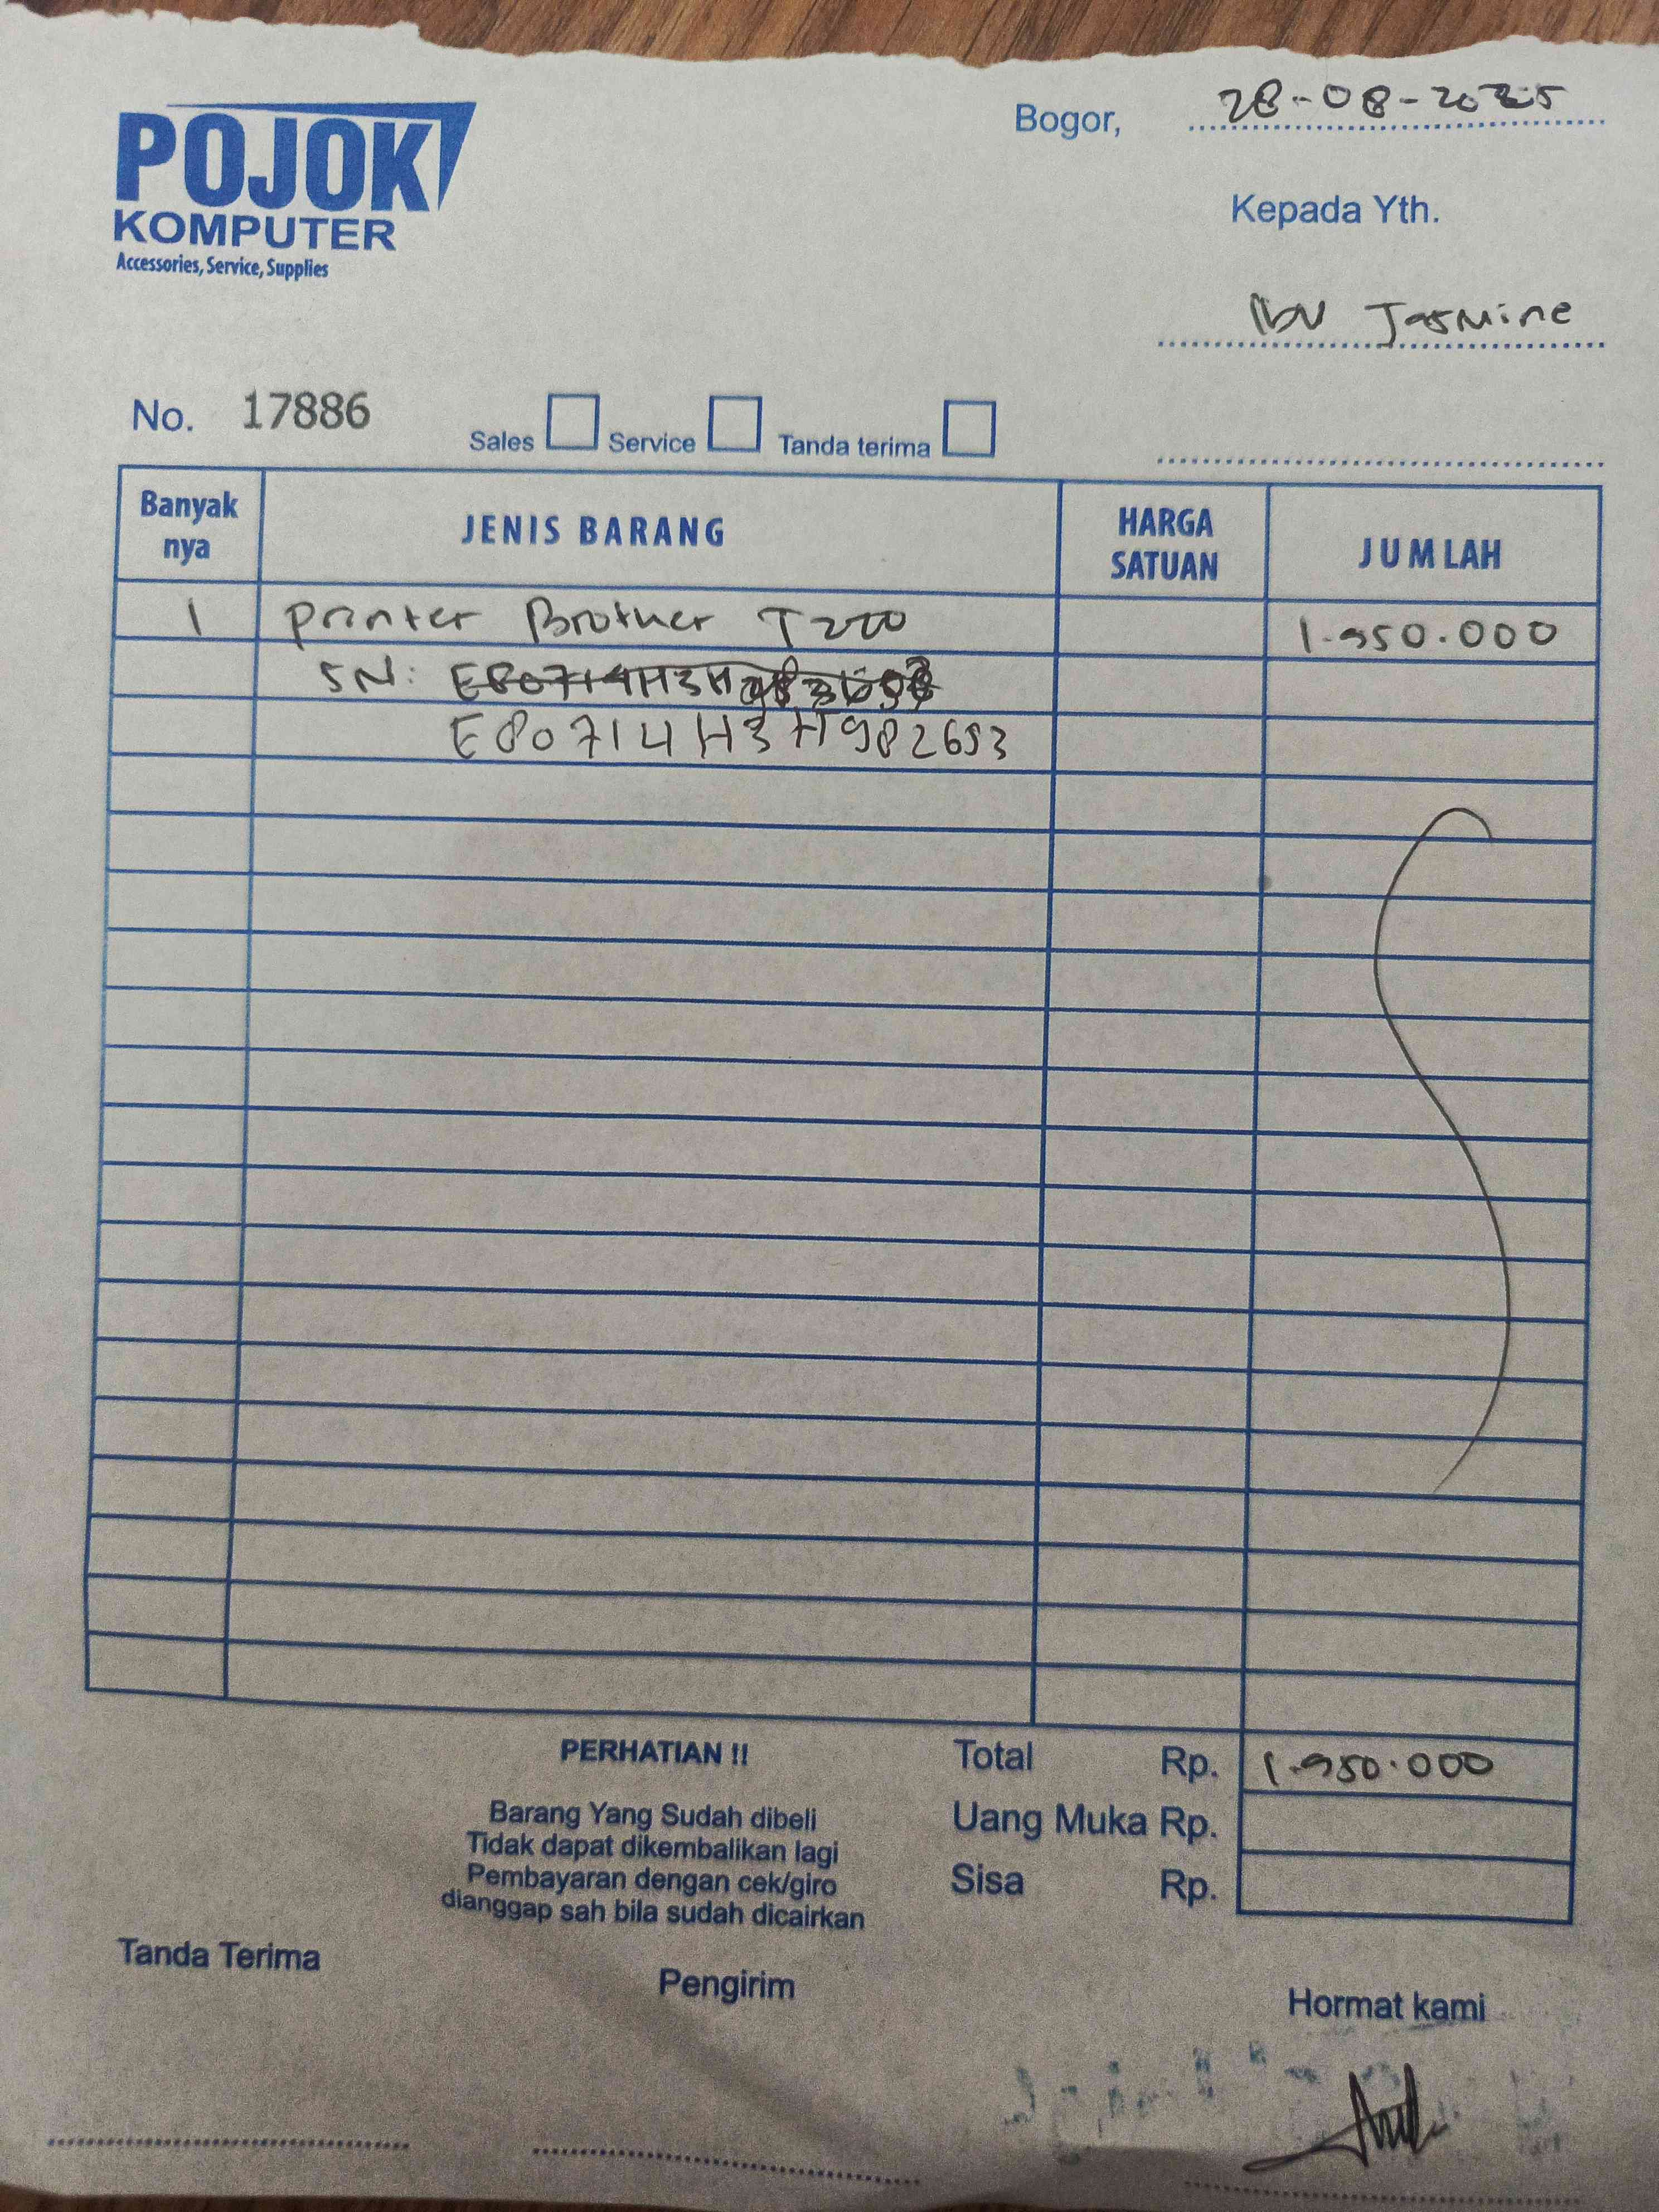 POJOK
KOMPUTER
Accessories, Service, Supplies
Bogor, 28-08-2025
Kepada Yth.
Ibu Jasmine
No. 17886 Sales Service Tanda terima
Banyak nya JENIS BARANG HARGA SATUAN JUMLAH
1 Printer Brother T220 1.950.000
SN:
E80714H3H982653
PERHATIAN !!
Barang Yang Sudah dibeli
Tidak dapat dikembalikan lagi
Pembayaran dengan cek/giro
dianggap sah bila sudah dicairkan
Total Rp. 1.950.000
Uang Muka Rp.
Sisa Rp.
Tanda Terima
Pengirim
Hormat kami